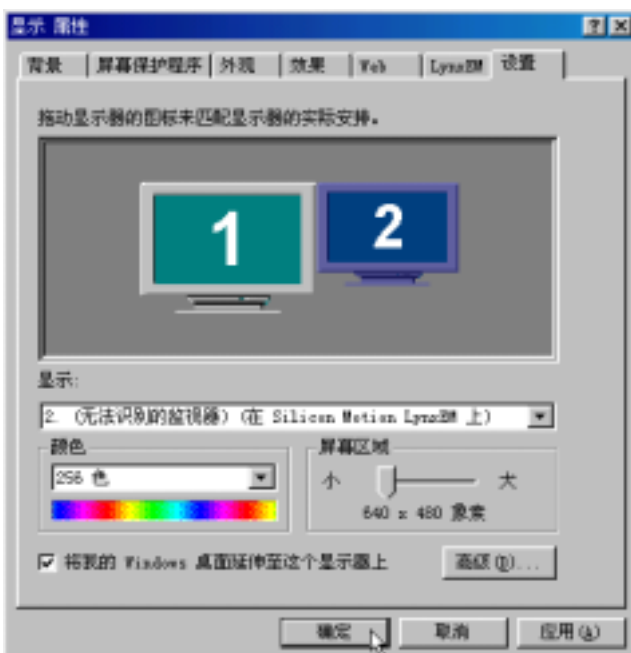 显示 属性
背景 屏幕保护程序 外观 效果 Web LynxEM 设置
拖动显示器的图标来匹配显示器的实际安排。
1 2
显示:
2. (无法识别的监视器) (在 Silicon Motion LynxEM 上)
颜色 屏幕区域
256 色
小 大
640 x 480 象素
将我的 Windows 桌面延伸至这个显示器上 高级(D)...
确定 取消 应用(A)